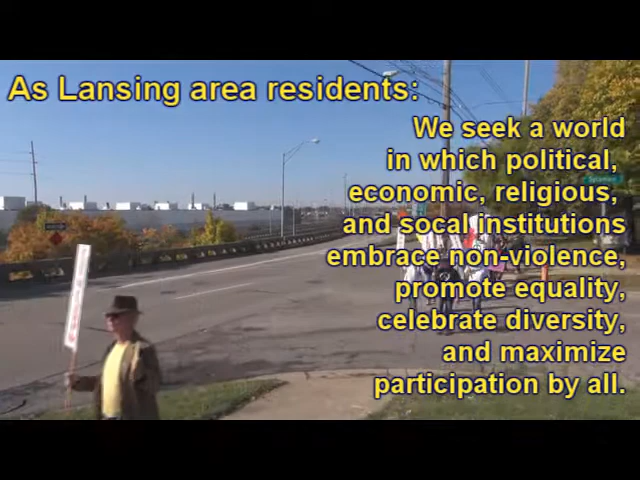 As Lansing area residents:
We seek a world
in which political,
economic, religious,
and socal institutions
embrace non-violence,
promote equality,
celebrate diversity,
and maximize
participation by all.